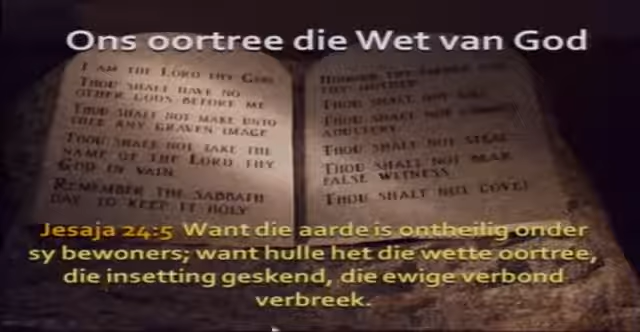 Ons oortree die Wet van God
I AM THE LORD THY GOD
THOU SHALT HAVE NO
OTHER GODS BEFORE ME
THOU SHALT NOT MAKE UNTO
THEE ANY GRAVEN IMAGE
THOU SHALT NOT TAKE THE
NAME OF THE LORD THY
GOD IN VAIN
REMEMBER THE SABBATH
DAY TO KEEP IT HOLY
HONOUR THY FATHER AND
THY MOTHER
THOU SHALT NOT
THOU SHALT NOT COMMIT
ADULTERY
THOU SHALT NOT STEAL
THOU SHALT NOT BEAR
FALSE WITNESS
THOU SHALT NOT COVET
Jesaja 24:5 Want die aarde is ontheilig onder
sy bewoners; want hulle het die wette oortree,
die insetting geskend, die ewige verbond
verbreek.